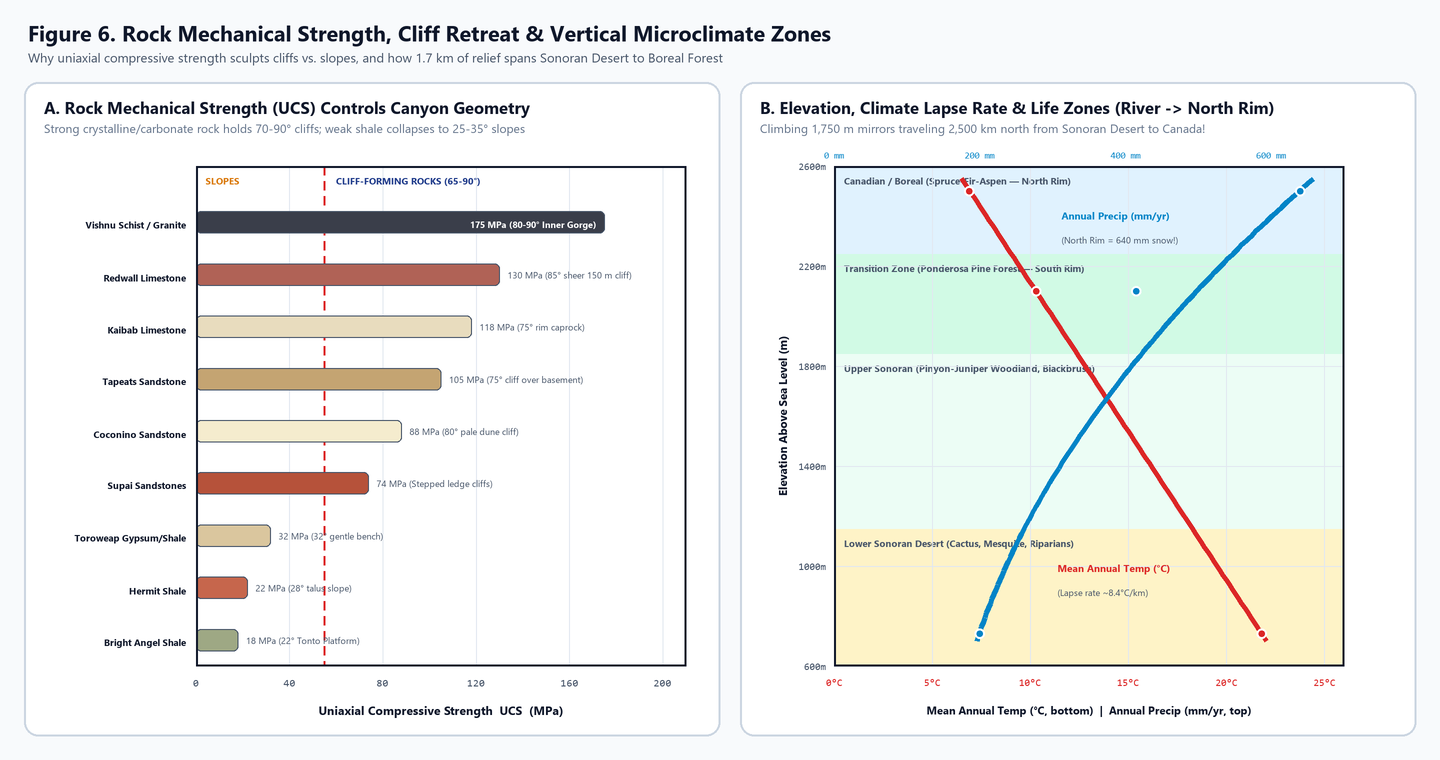 Figure 6. Rock Mechanical Strength, Cliff Retreat & Vertical Microclimate Zones
Why uniaxial compressive strength sculpts cliffs vs. slopes, and how 1.7 km of relief spans Sonoran Desert to Boreal Forest
A. Rock Mechanical Strength (UCS) Controls Canyon Geometry
Strong crystalline/carbonate rock holds 70-90° cliffs; weak shale collapses to 25-35° slopes
SLOPES
CLIFF-FORMING ROCKS (65-90°)
Vishnu Schist / Granite
175 MPa (80-90° Inner Gorge)
Redwall Limestone
130 MPa (85° sheer 150 m cliff)
Kaibab Limestone
118 MPa (75° rim caprock)
Tapeats Sandstone
105 MPa (75° cliff over basement)
Coconino Sandstone
88 MPa (80° pale dune cliff)
Supai Sandstones
74 MPa (Stepped ledge cliffs)
Toroweap Gypsum/Shale
32 MPa (32° gentle bench)
Hermit Shale
22 MPa (28° talus slope)
Bright Angel Shale
18 MPa (22° Tonto Platform)
0 40 80 120 160 200
Uniaxial Compressive Strength UCS (MPa)
B. Elevation, Climate Lapse Rate & Life Zones (River -> North Rim)
Climbing 1,750 m mirrors traveling 2,500 km north from Sonoran Desert to Canada!
0 mm 200 mm 400 mm 600 mm
2600m
Canadian / Boreal (Spruce-Fir-Aspen — North Rim)
Annual Precip (mm/yr)
(North Rim = 640 mm snow!)
2200m
Transition Zone (Ponderosa Pine Forest — South Rim)
1800m
Upper Sonoran (Pinyon-Juniper Woodland, Blackbrush)
1400m
Lower Sonoran Desert (Cactus, Mesquite, Riparians)
1000m
Mean Annual Temp (°C)
(Lapse rate ~8.4°C/km)
600m
Elevation Above Sea Level (m)
0°C 5°C 10°C 15°C 20°C 25°C
Mean Annual Temp (°C, bottom) | Annual Precip (mm/yr, top)